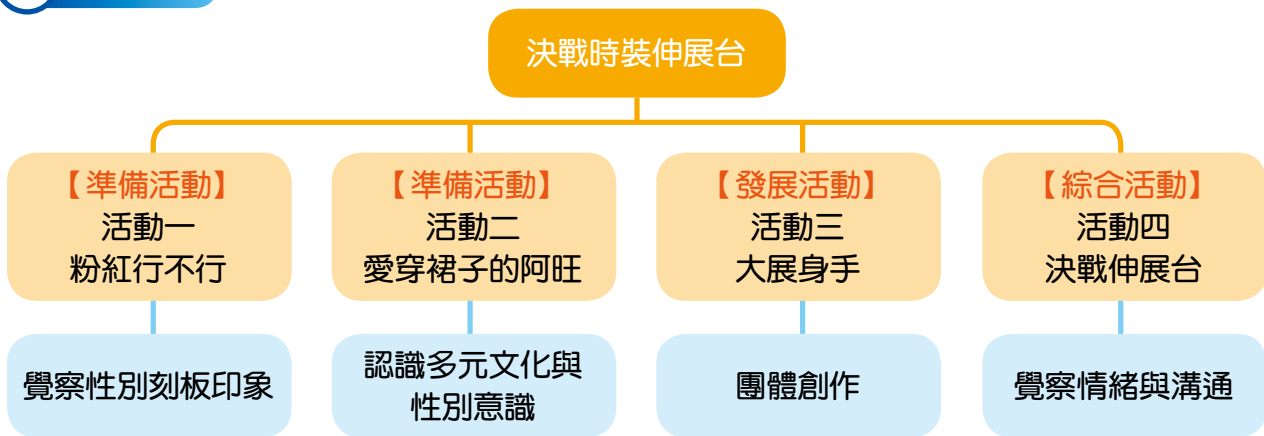 決戰時裝伸展台
【準備活動】
活動一
粉紅行不行
覺察性別刻板印象
【準備活動】
活動二
愛穿裙子的阿旺
認識多元文化與
性別意識
【發展活動】
活動三
大展身手
團體創作
【綜合活動】
活動四
決戰伸展台
覺察情緒與溝通